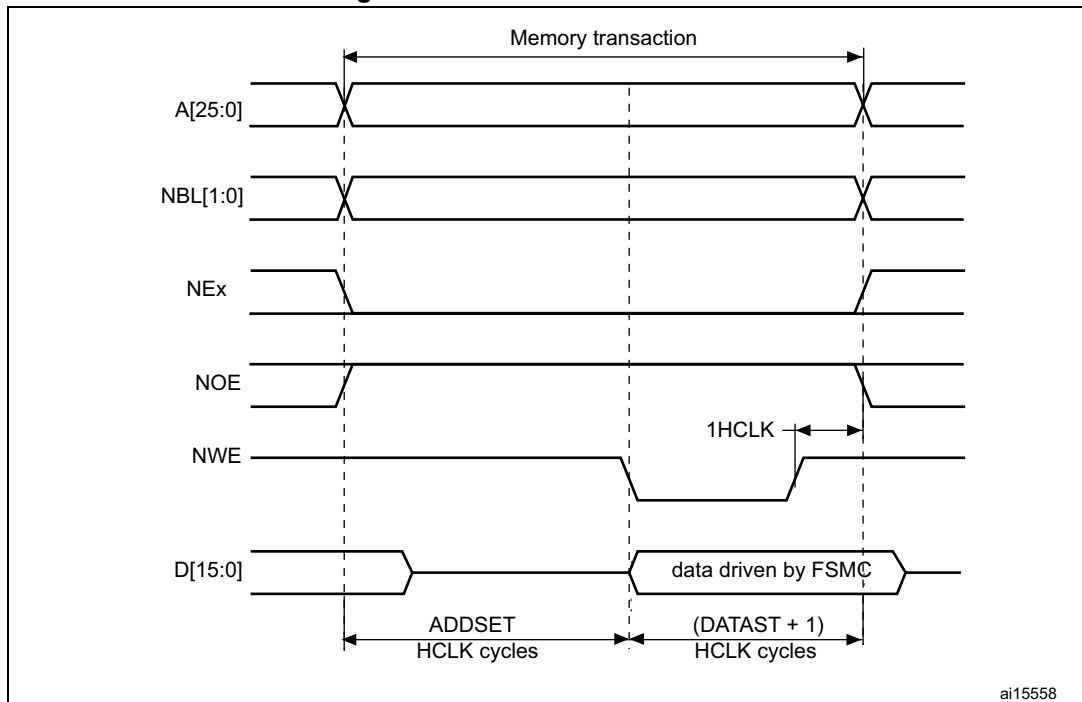 Memory transaction
A[25:0]
NBL[1:0]
NEx
NOE
1HCLK
NWE
D[15:0]
data driven by FSMC
ADDSET
HCLK cycles
(DATAST + 1)
HCLK cycles
ai15558